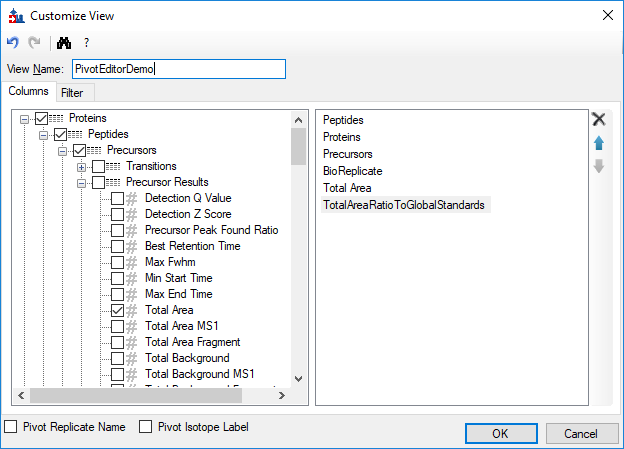 Customize View
?
View Name: PivotEditorDemo
Columns Filter
Proteins
Peptides
Precursors
Transitions
Precursor Results
# Detection Q Value
# Detection Z Score
# Precursor Peak Found Ratio
# Best Retention Time
# Max Fwhm
# Min Start Time
# Max End Time
# Total Area
# Total Area MS1
# Total Area Fragment
# Total Background
# Total Background MS1
# Total Background Fragment
Peptides
Proteins
Precursors
BioReplicate
Total Area
TotalAreaRatioToGlobalStandards
Pivot Replicate Name Pivot Isotope Label
OK Cancel